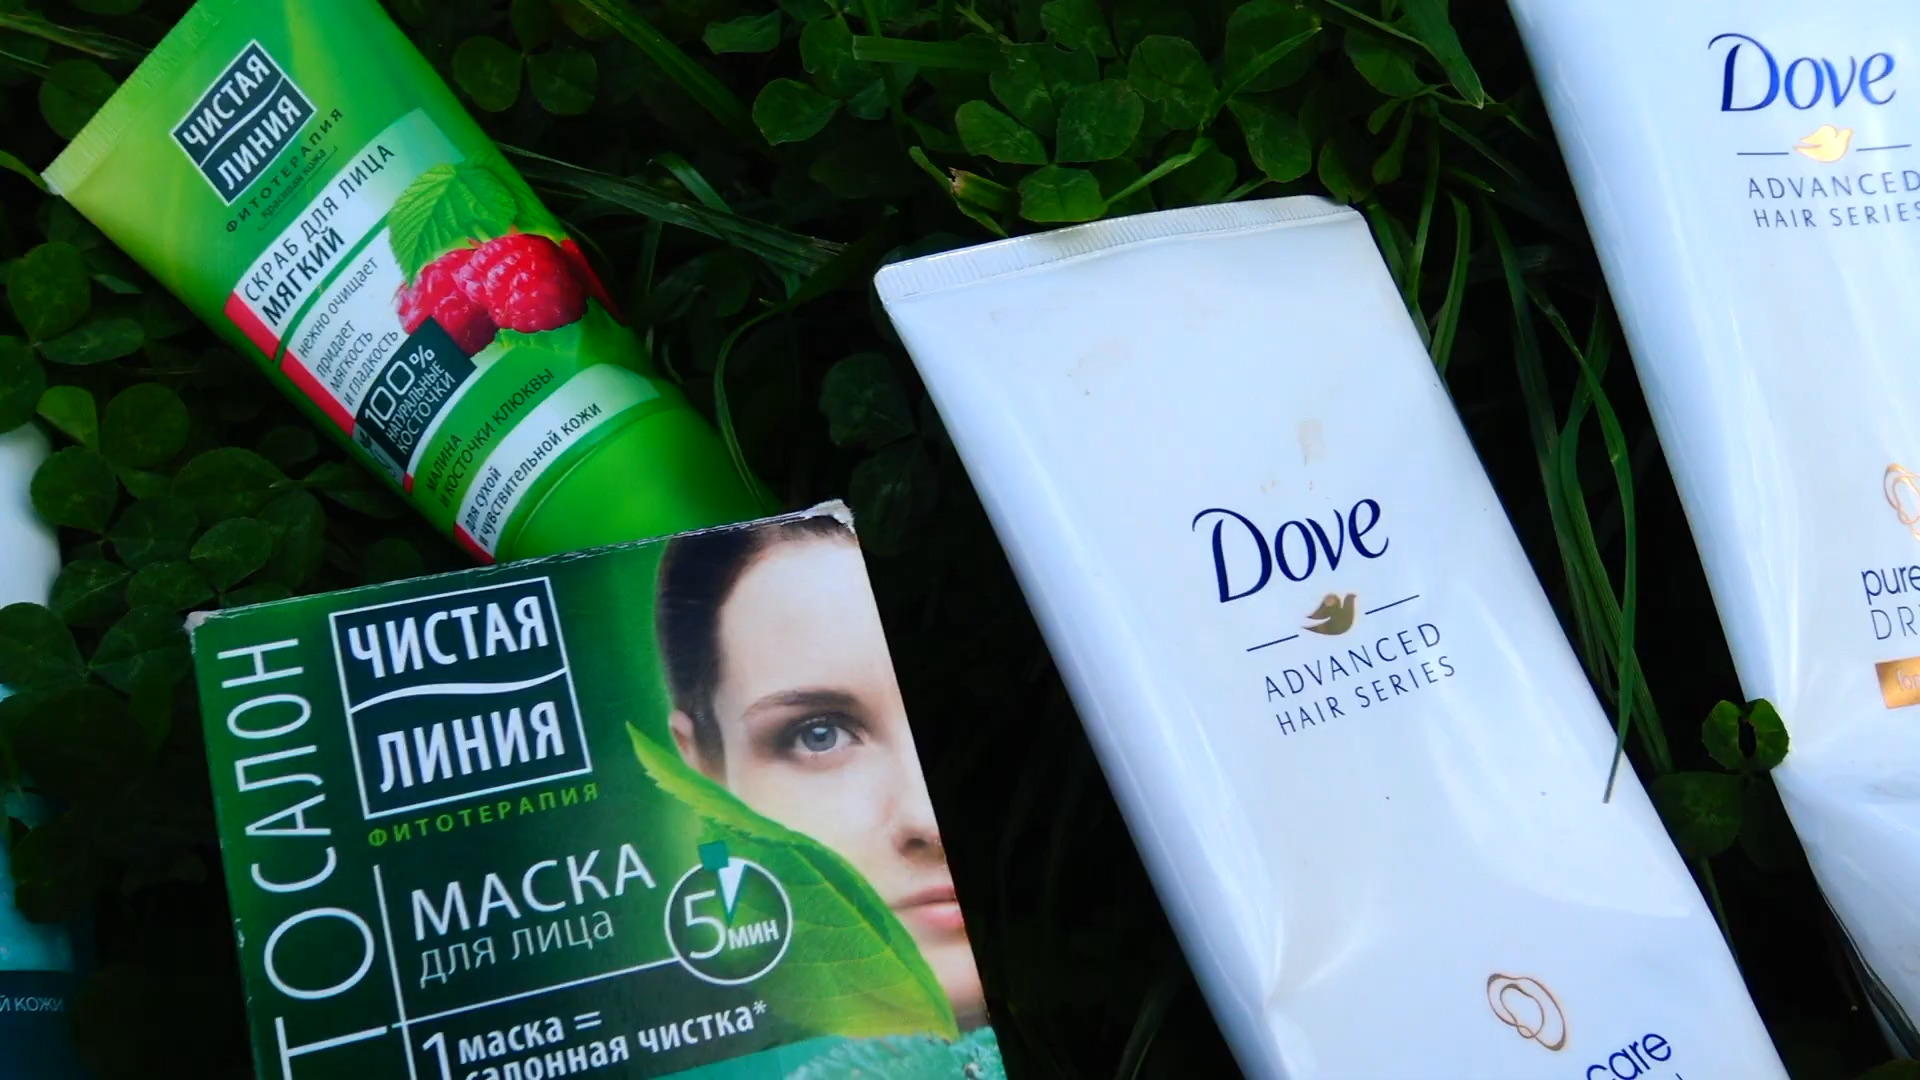 ЧИСТАЯ
ЛИНИЯ
ФИТОТЕРАПИЯ
красивая кожа
СКРАБ ДЛЯ ЛИЦА
МЯГКИЙ
нежно очищает
придает
мягкость
и гладкость
100%
НАТУРАЛЬНЫЕ
КОСТОЧКИ
МАЛИНА
И КОСТОЧКИ КЛЮКВЫ
для сухой
и чувствительной кожи
ТОСАЛОН
ЧИСТАЯ
ЛИНИЯ
ФИТОТЕРАПИЯ
МАСКА
ДЛЯ ЛИЦА
5 МИН
1 маска =
салонная чистка*
й кожи
Dove
ADVANCED
HAIR SERIES
care
Dove
ADVANCED
HAIR SERIES
pure
DR